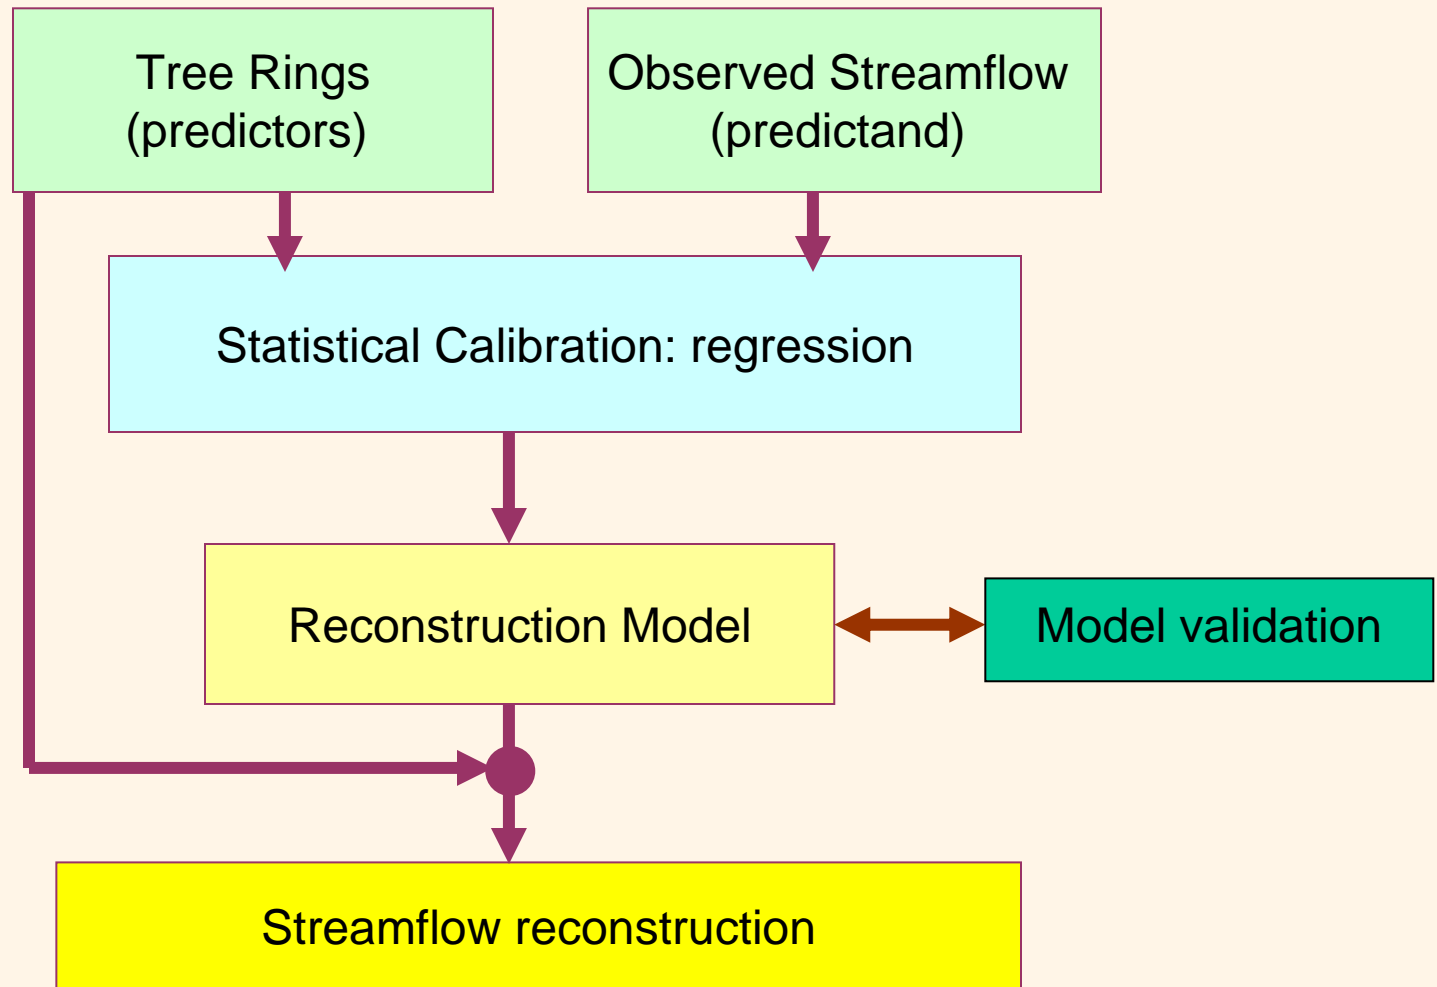 Tree Rings
(predictors)
Observed Streamflow
(predictand)
Statistical Calibration: regression
Reconstruction Model
Model validation
Streamflow reconstruction